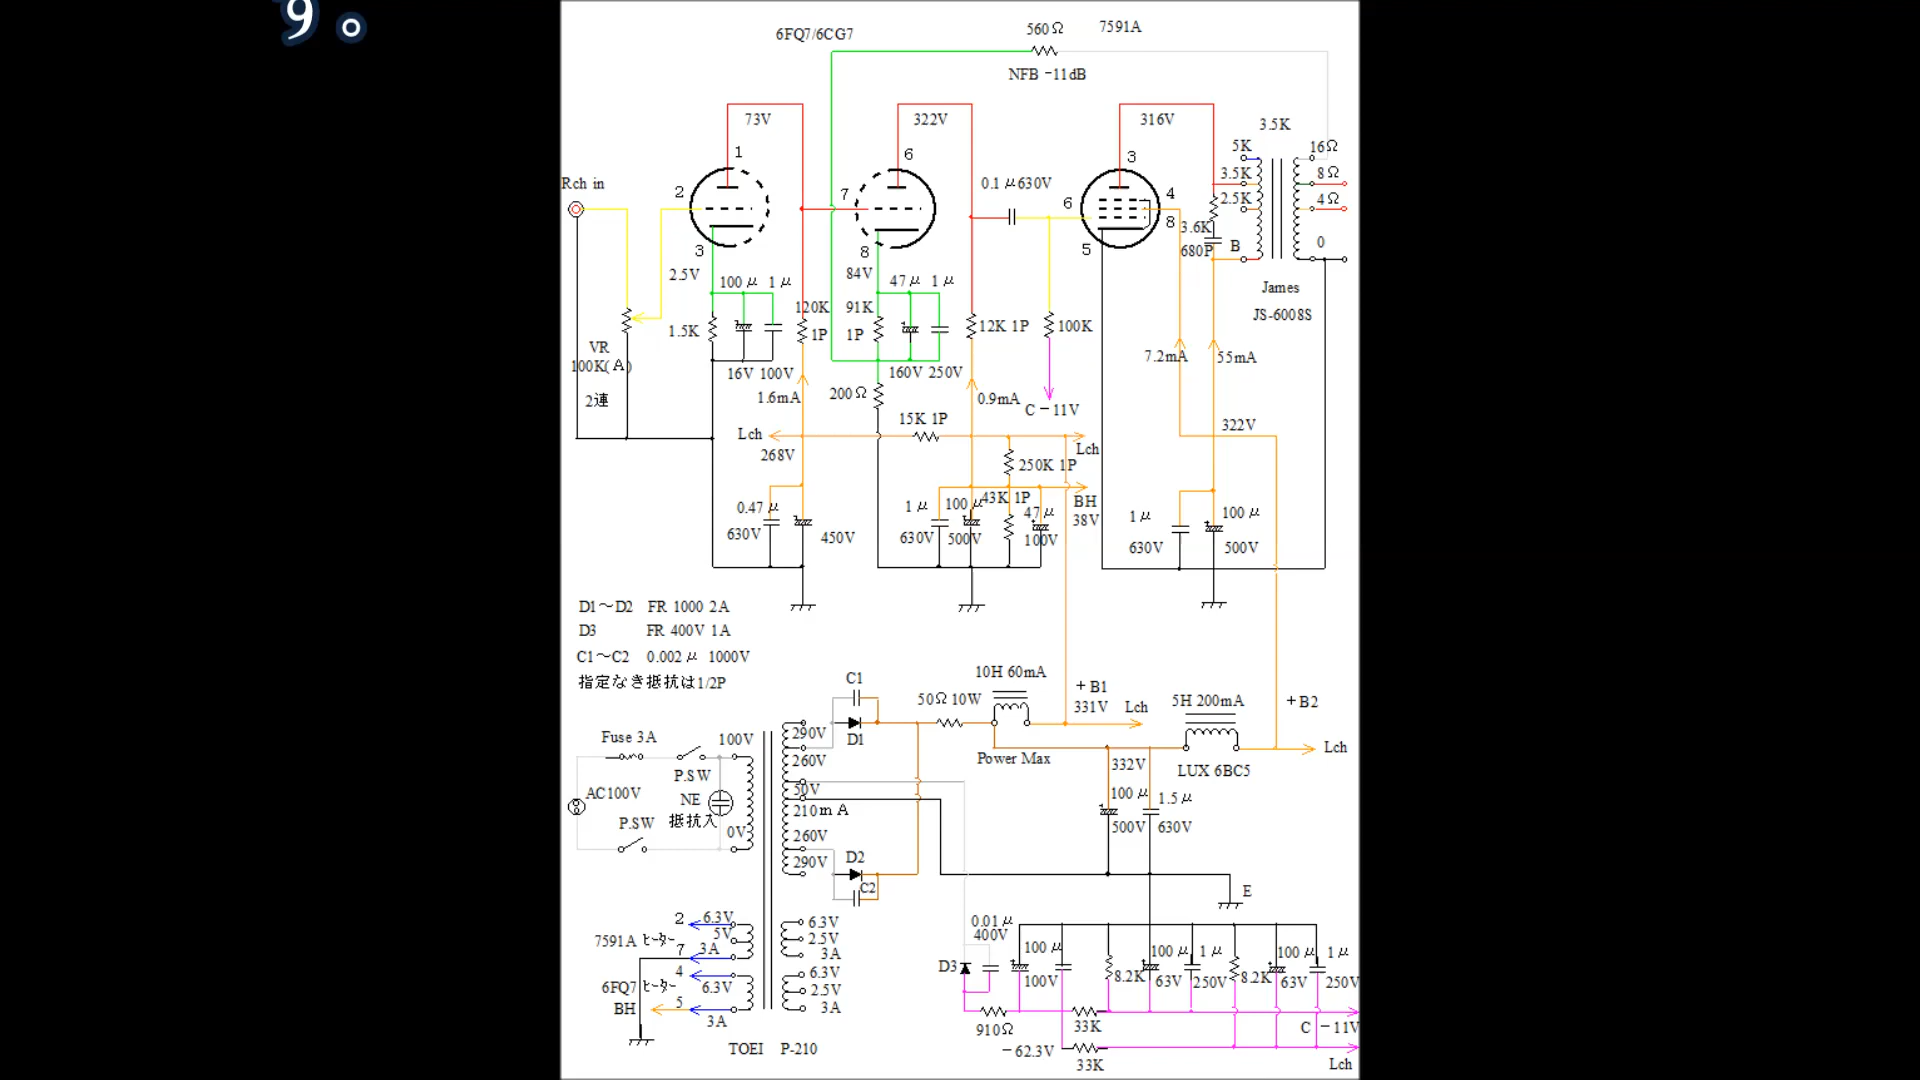 9。
6FQ7/6CG7
560Ω
7591A
NFB -11dB
73V
322V
316V
3.5K
1
6
3
5K
16Ω
3.5K
8Ω
2.5K
4Ω
Rch in
2
7
0.1μ630V
6
4
8
3.6K
680P
B
0
3
8
5
2.5V
84V
100μ 1μ
47μ 1μ
James
JS-6008S
1.5K
120K
1P
91K
1P
12K 1P
100K
VR
100K(A)
2連
16V 100V
160V 250V
7.2mA
55mA
1.6mA
200Ω
0.9mA
C-11V
Lch
15K 1P
322V
268V
Lch
250K 1P
0.47μ
630V
450V
1μ
630V
100μ
500V
43K 1P
47μ
100V
BH
38V
1μ
630V
100μ
500V
D1~D2 FR 1000 2A
D3 FR 400V 1A
C1~C2 0.002μ 1000V
指定なき抵抗は1/2P
C1
50Ω 10W
10H 60mA
+B1
331V
Lch
5H 200mA
+B2
Fuse 3A
100V
290V
D1
260V
Power Max
332V
LUX 6BC5
Lch
P.SW
AC100V
NE
抵抗入
50V
210mA
100μ
500V
1.5μ
630V
P.SW
0V
260V
290V
D2
C2
E
2
6.3V
5V
7591A ヒーター
7
3A
4
6FQ7 ヒーター
6.3V
BH
5
3A
6.3V
2.5V
3A
6.3V
2.5V
3A
0.01μ
400V
D3
100μ
100V
8.2K
100μ
63V
1μ
250V
8.2K
100μ
63V
1μ
250V
910Ω
33K
C -11V
-62.3V
33K
Lch
TOEI P-210